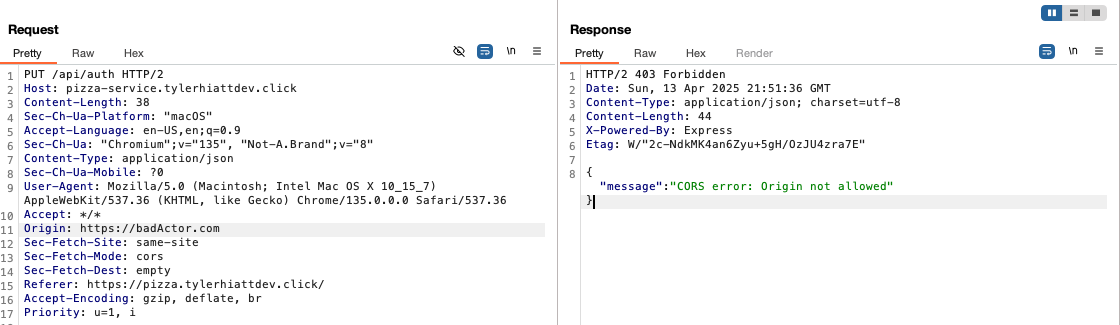 Request
Pretty Raw Hex
\n
1 PUT /api/auth HTTP/2
2 Host: pizza-service.tylerhiattdev.click
3 Content-Length: 38
4 Sec-Ch-Ua-Platform: "macOS"
5 Accept-Language: en-US,en;q=0.9
6 Sec-Ch-Ua: "Chromium";v="135", "Not-A.Brand";v="8"
7 Content-Type: application/json
8 Sec-Ch-Ua-Mobile: ?0
9 User-Agent: Mozilla/5.0 (Macintosh; Intel Mac OS X 10_15_7)
AppleWebKit/537.36 (KHTML, like Gecko) Chrome/135.0.0.0 Safari/537.36
10 Accept: */*
11 Origin: https://badActor.com
12 Sec-Fetch-Site: same-site
13 Sec-Fetch-Mode: cors
14 Sec-Fetch-Dest: empty
15 Referer: https://pizza.tylerhiattdev.click/
16 Accept-Encoding: gzip, deflate, br
17 Priority: u=1, i
Response
Pretty Raw Hex Render
\n
1 HTTP/2 403 Forbidden
2 Date: Sun, 13 Apr 2025 21:51:36 GMT
3 Content-Type: application/json; charset=utf-8
4 Content-Length: 44
5 X-Powered-By: Express
6 Etag: W/"2c-NdkMK4an6Zyu+5gH/OzJU4zra7E"
7
8 {
"message":"CORS error: Origin not allowed"
}